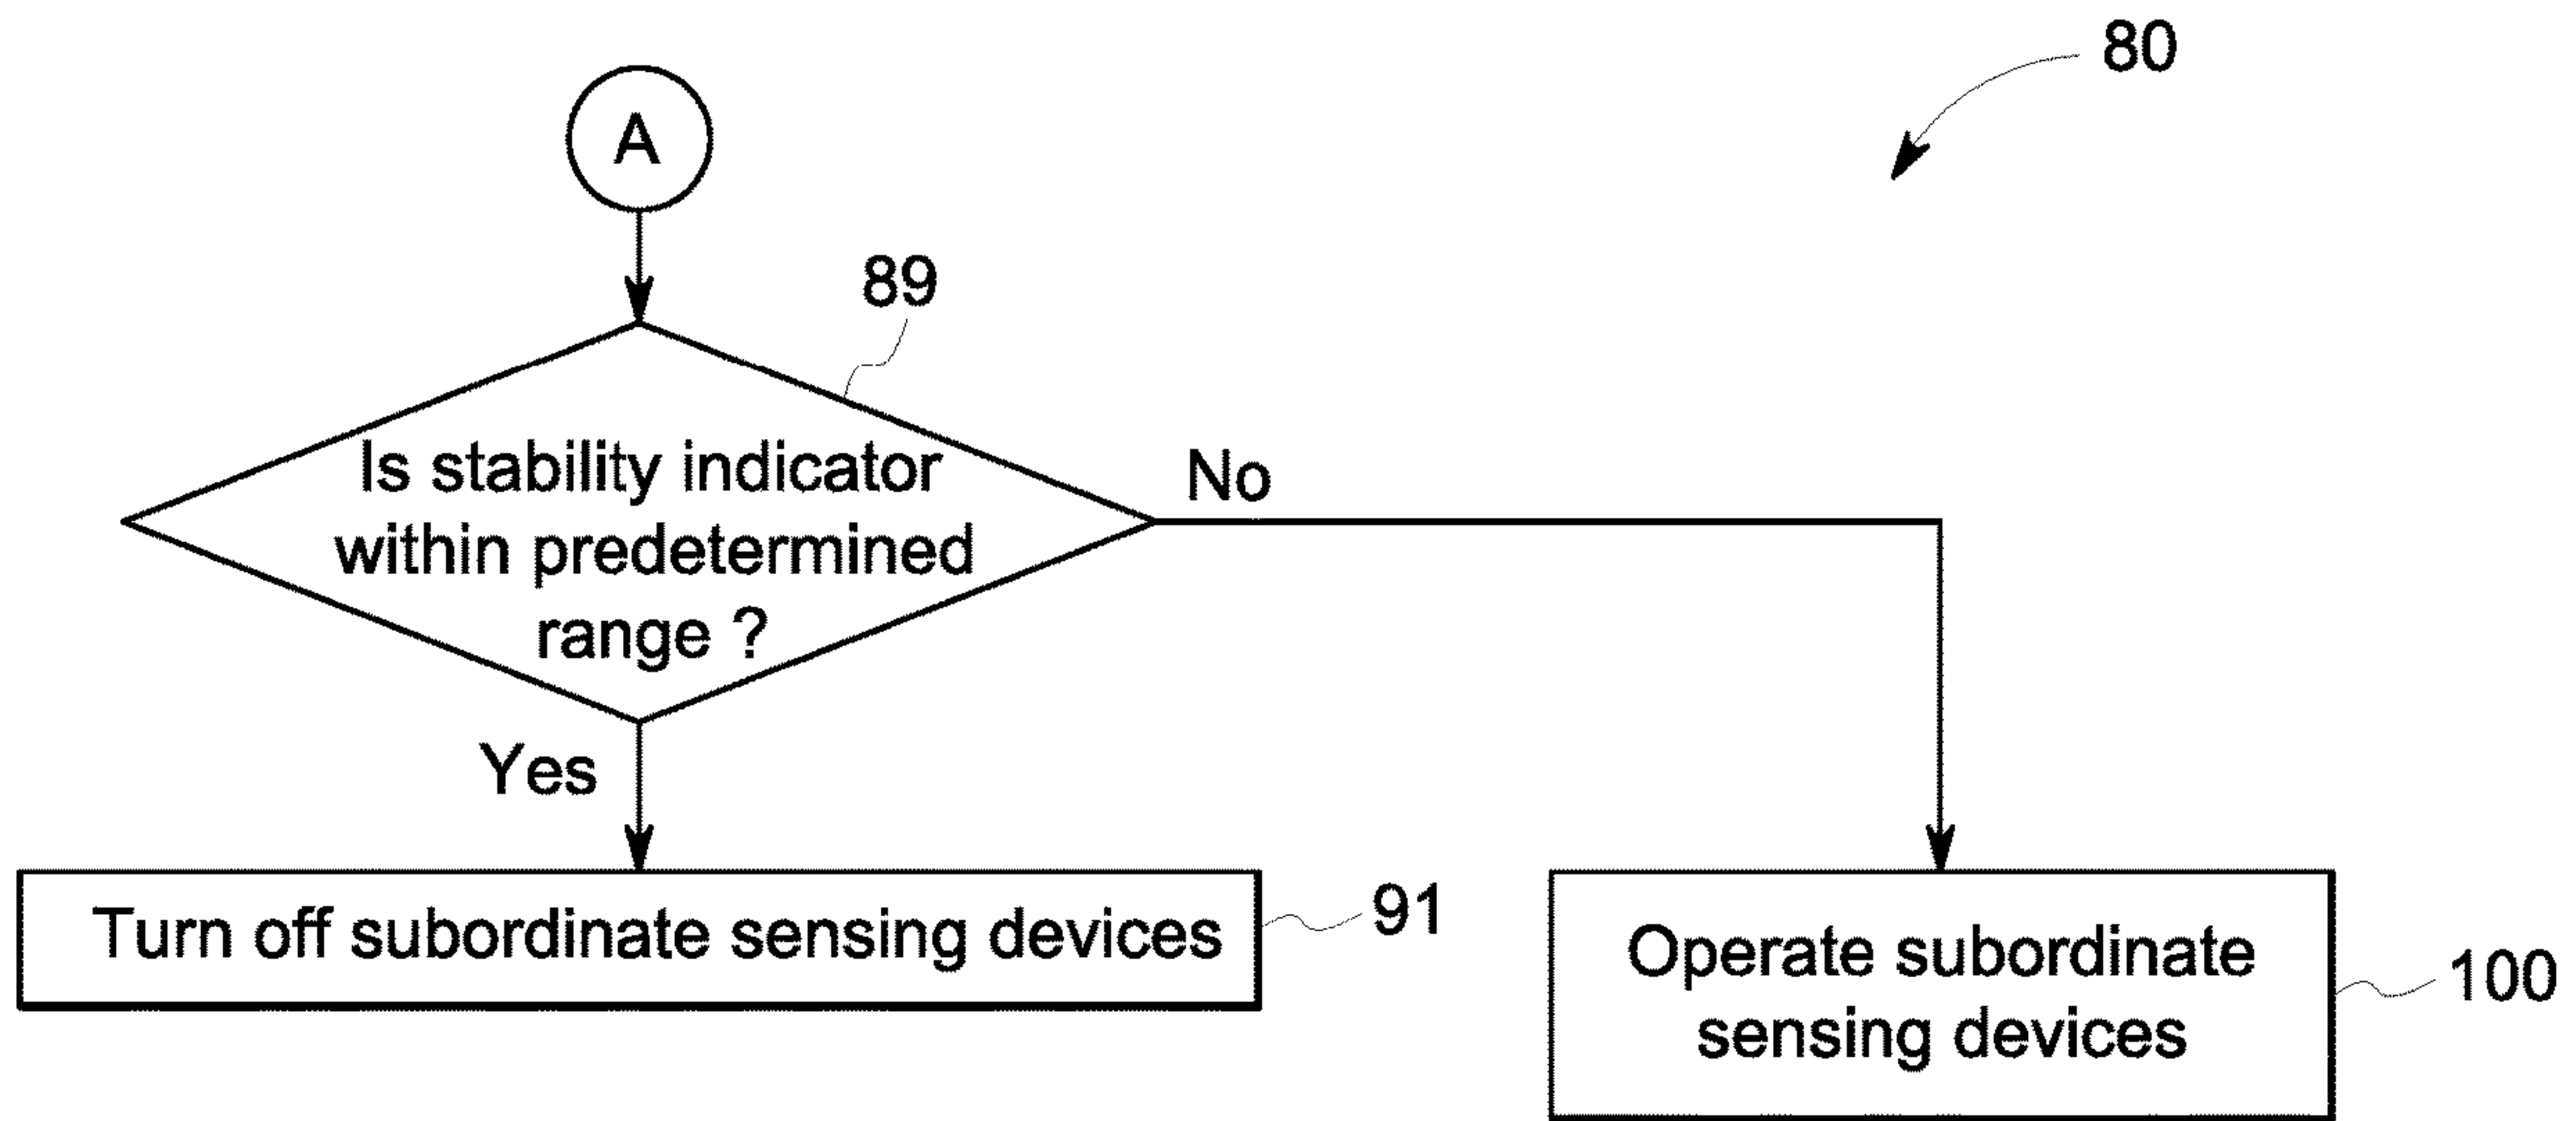 80
A
89
Is stability indicator
within predetermined
range ?
No
Yes
Turn off subordinate sensing devices
91
Operate subordinate
sensing devices
100